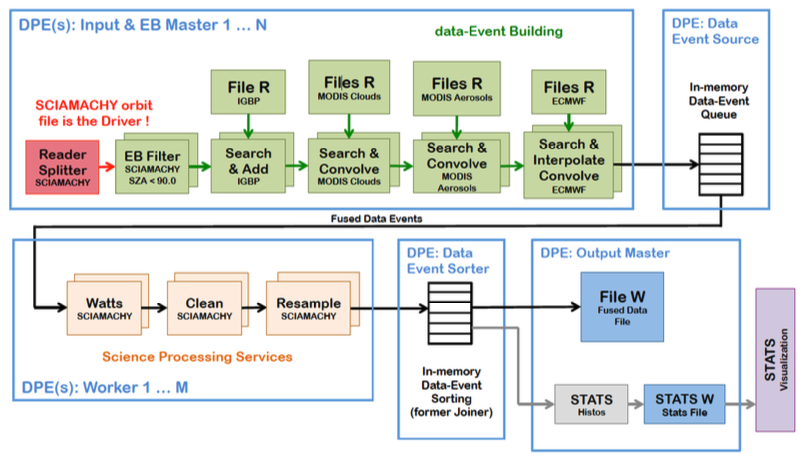 DPE(s): Input & EB Master 1 ... N
data-Event Building
DPE: Data
Event Source
File R
IGBP
Files R
MODIS Clouds
Files R
MODIS Aerosols
Files R
ECMWF
In-memory
Data-Event
Queue
SCIAMACHY orbit
file is the Driver !
Reader
Splitter
SCIAMACHY
EB Filter
SCIAMACHY
SZA < 90.0
Search
& Add
IGBP
Search &
Convolve
MODIS Clouds
Search &
Convolve
MODIS
Aerosols
Search &
Interpolate
Convolve
ECMWF
Fused Data Events
DPE: Data
Event Sorter
DPE: Output Master
Watts
SCIAMACHY
Clean
SCIAMACHY
Resample
SCIAMACHY
File W
Fused Data
File
Science Processing Services
DPE(s): Worker 1 ... M
In-memory
Data-Event
Sorting
(former Joiner)
STATS
Histos
STATS W
Stats File
STATS
Visualization